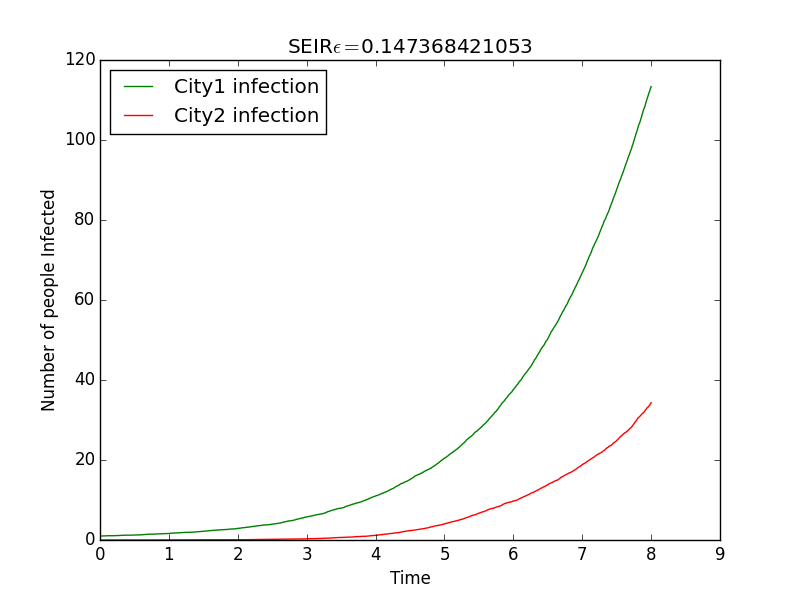 SEIRϵ=0.147368421053
City1 infection
City2 infection
Number of people Infected
120
100
80
60
40
20
0
0 1 2 3 4 5 6 7 8 9
Time